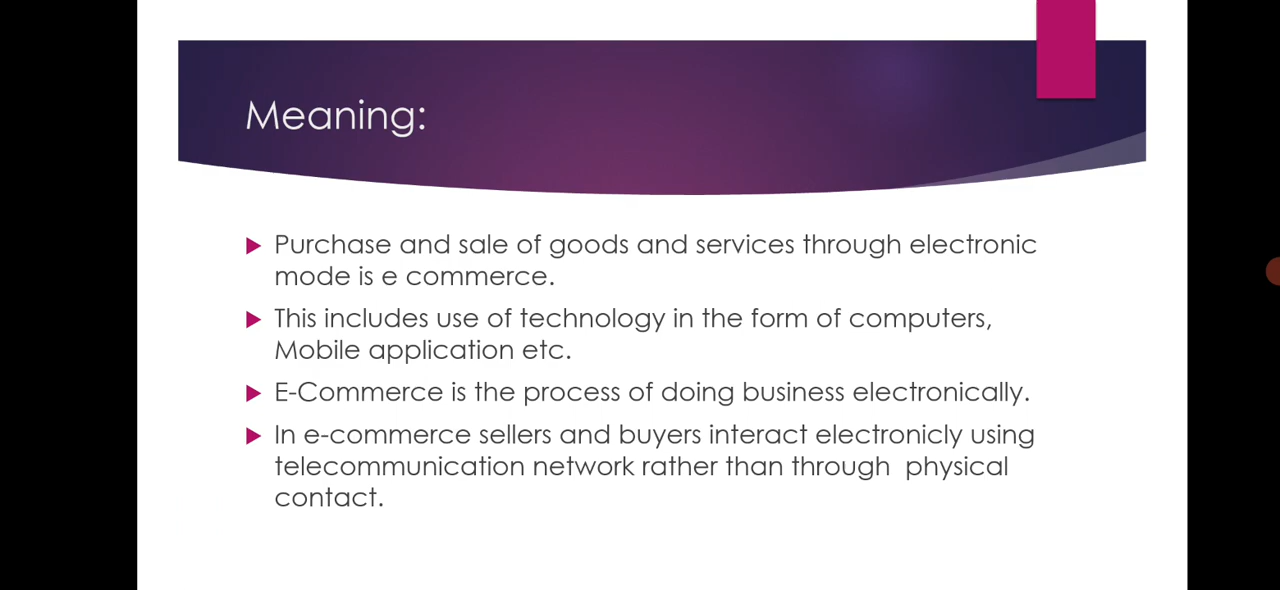 Meaning:
Purchase and sale of goods and services through electronic
mode is e commerce.
This includes use of technology in the form of computers,
Mobile application etc.
E-Commerce is the process of doing business electronically.
In e-commerce sellers and buyers interact electronicly using
telecommunication network rather than through  physical
contact.